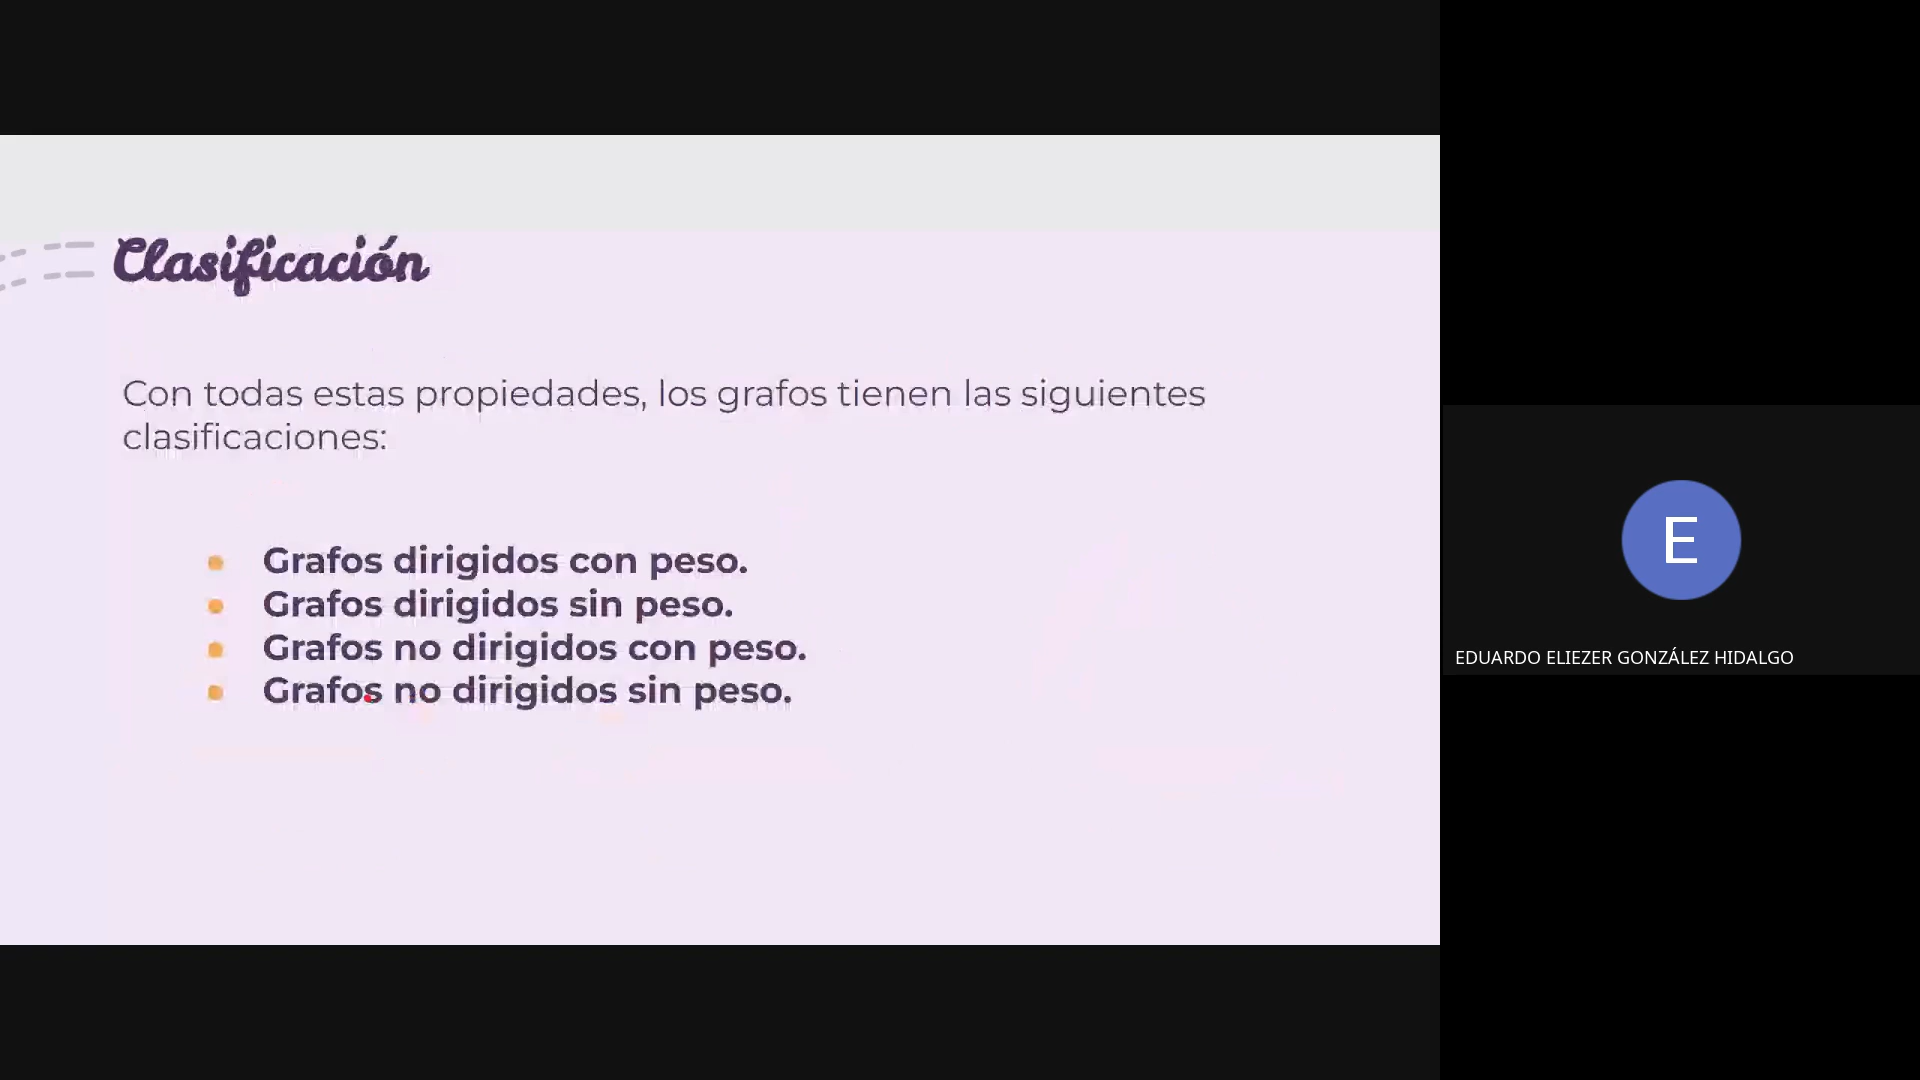 Clasificación
Con todas estas propiedades, los grafos tienen las siguientes
clasificaciones:
Grafos dirigidos con peso.
Grafos dirigidos sin peso.
Grafos no dirigidos con peso.
Grafos no dirigidos sin peso.
E
EDUARDO ELIEZER GONZÁLEZ HIDALGO